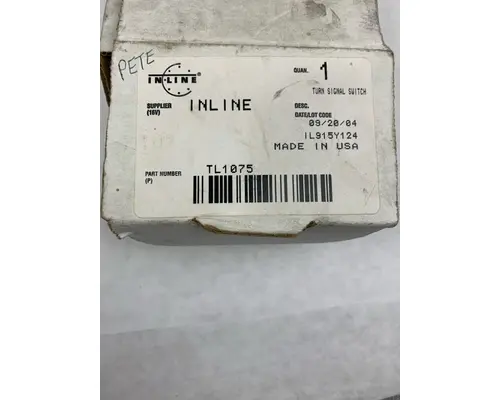 PETE
IN-LINE ®
QUAN. 1
TURN SIGNAL SWITCH
SUPPLIER
(16V)
INLINE
DESC.
DATE/LOT CODE
09/20/04
IL915Y124
MADE IN USA
PART NUMBER
(P)
TL1075